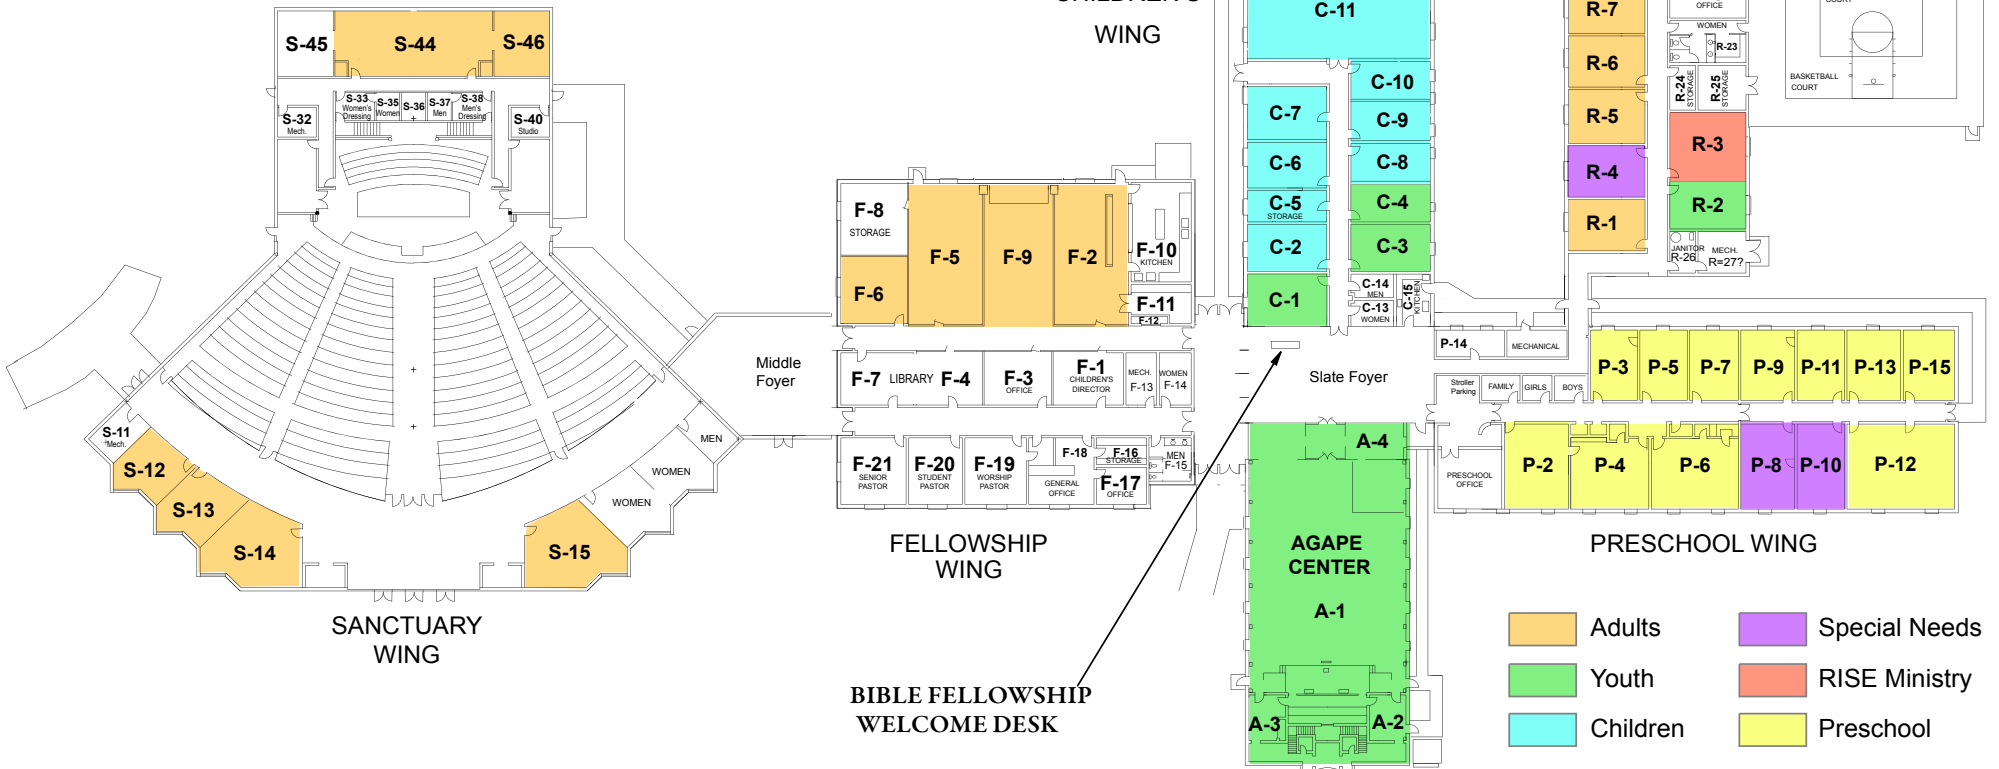 WING
C-11
R-7
OFFICE
WOMEN
R-23
S-45
S-44
S-46
R-6
BASKETBALL
COURT
C-10
R-24
STORAGE
R-25
STORAGE
S-33
Women's
Dressing
S-35
Women
S-36
S-37
Men
S-38
Men's
Dressing
S-32
Mech.
S-40
Studio
C-7
C-9
R-5
C-6
C-8
R-3
R-4
C-5
STORAGE
C-4
R-2
F-8
STORAGE
R-1
C-2
C-3
JANITOR
R-26
MECH.
R=27?
F-5
F-9
F-2
F-10
KITCHEN
F-6
F-11
F-12
C-1
C-14
MEN
C-13
WOMEN
C-15
KITCHEN
P-14
MECHANICAL
Middle
Foyer
F-7
LIBRARY
F-4
F-3
OFFICE
F-1
CHILDREN'S
DIRECTOR
MECH.
F-13
WOMEN
F-14
Slate Foyer
Stroller
Parking
FAMILY
GIRLS
BOYS
P-3
P-5
P-7
P-9
P-11
P-13
P-15
S-11
Mech.
MEN
S-12
WOMEN
WOMEN
S-13
S-14
S-15
F-21
SENIOR
PASTOR
F-20
STUDENT
PASTOR
F-19
WORSHIP
PASTOR
F-18
GENERAL
OFFICE
F-16
STORAGE
F-17
OFFICE
MEN
F-15
A-4
PRESCHOOL
OFFICE
P-2
P-4
P-6
P-8
P-10
P-12
FELLOWSHIP
WING
AGAPE
CENTER
A-1
PRESCHOOL WING
SANCTUARY
WING
Adults
Special Needs
Youth
RISE Ministry
Children
Preschool
BIBLE FELLOWSHIP
WELCOME DESK
A-3
A-2